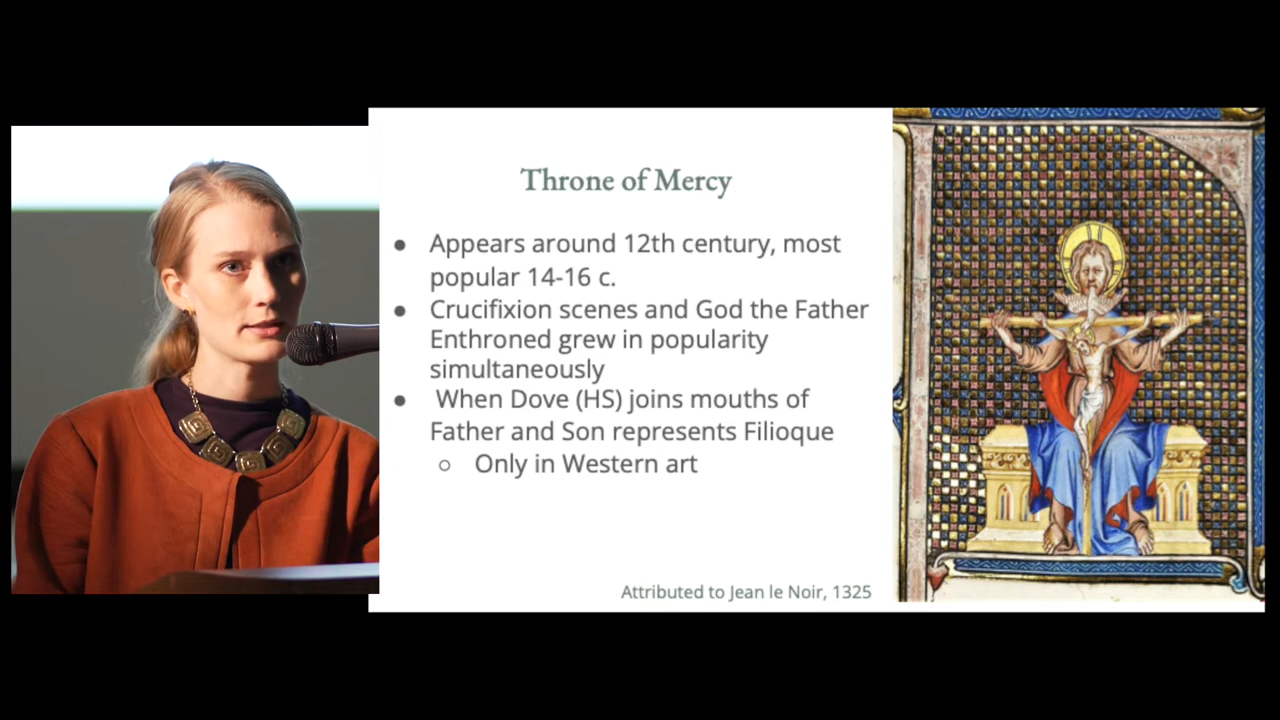 Throne of Mercy
● Appears around 12th century, most
popular 14-16 c.
● Crucifixion scenes and God the Father
Enthroned grew in popularity
simultaneously
● When Dove (HS) joins mouths of
Father and Son represents Filioque
○ Only in Western art
Attributed to Jean le Noir, 1325